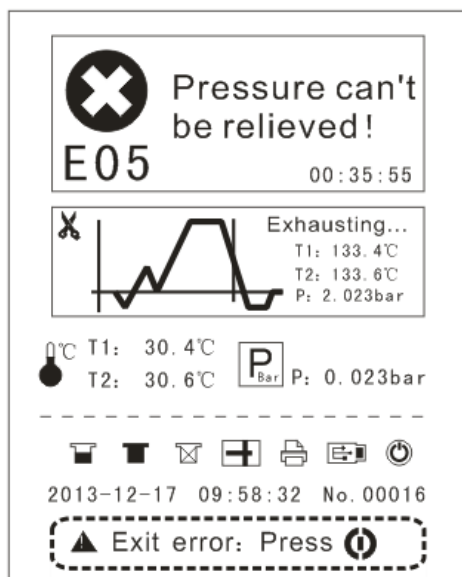 Pressure can't
be relieved!
E05
00:35:55
Exhausting...
T1: 133.4℃
T2: 133.6℃
P: 2.023bar
℃ T1: 30.4℃
T2: 30.6℃
P Bar P: 0.023bar
2013-12-17 09:58:32 No.00016
Exit error: Press